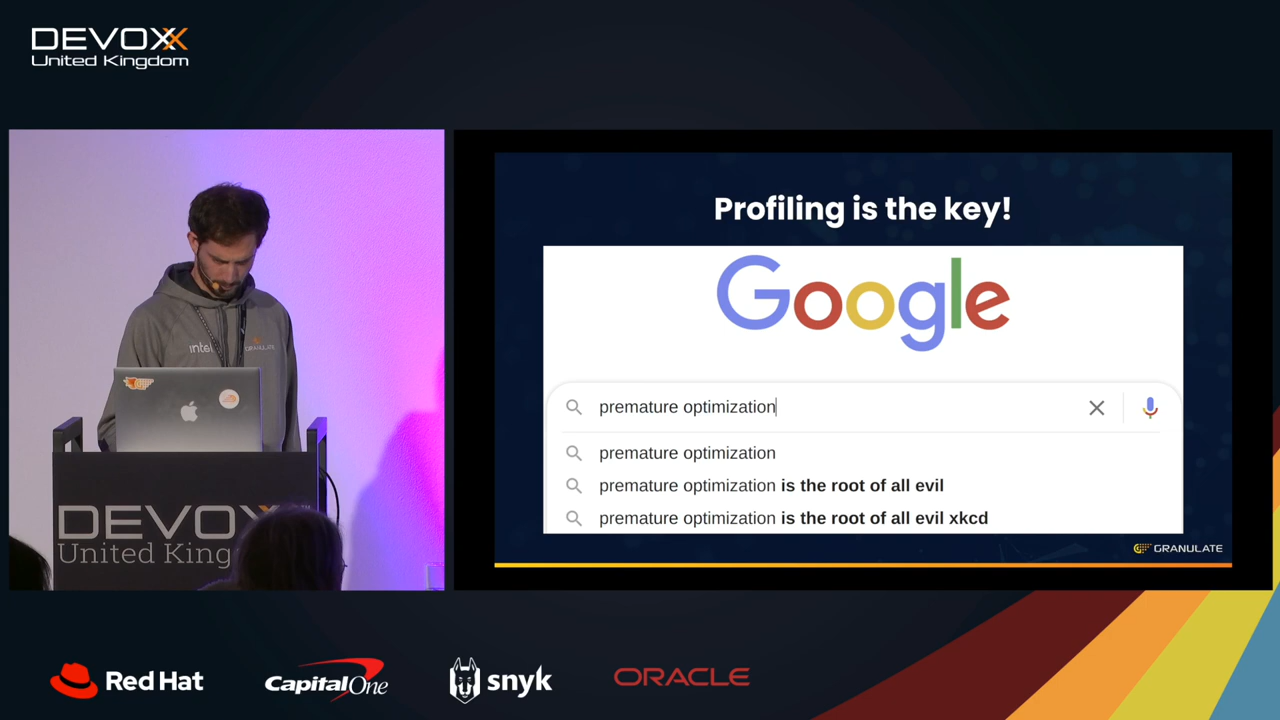 DEVOXX
United Kingdom
intel
GRANULATE
DEVOX
United King
Profiling is the key!
Google
premature optimization
premature optimization
premature optimization is the root of all evil
premature optimization is the root of all evil xkcd
GRANULATE
Red Hat
CapitalOne
snyk
ORACLE